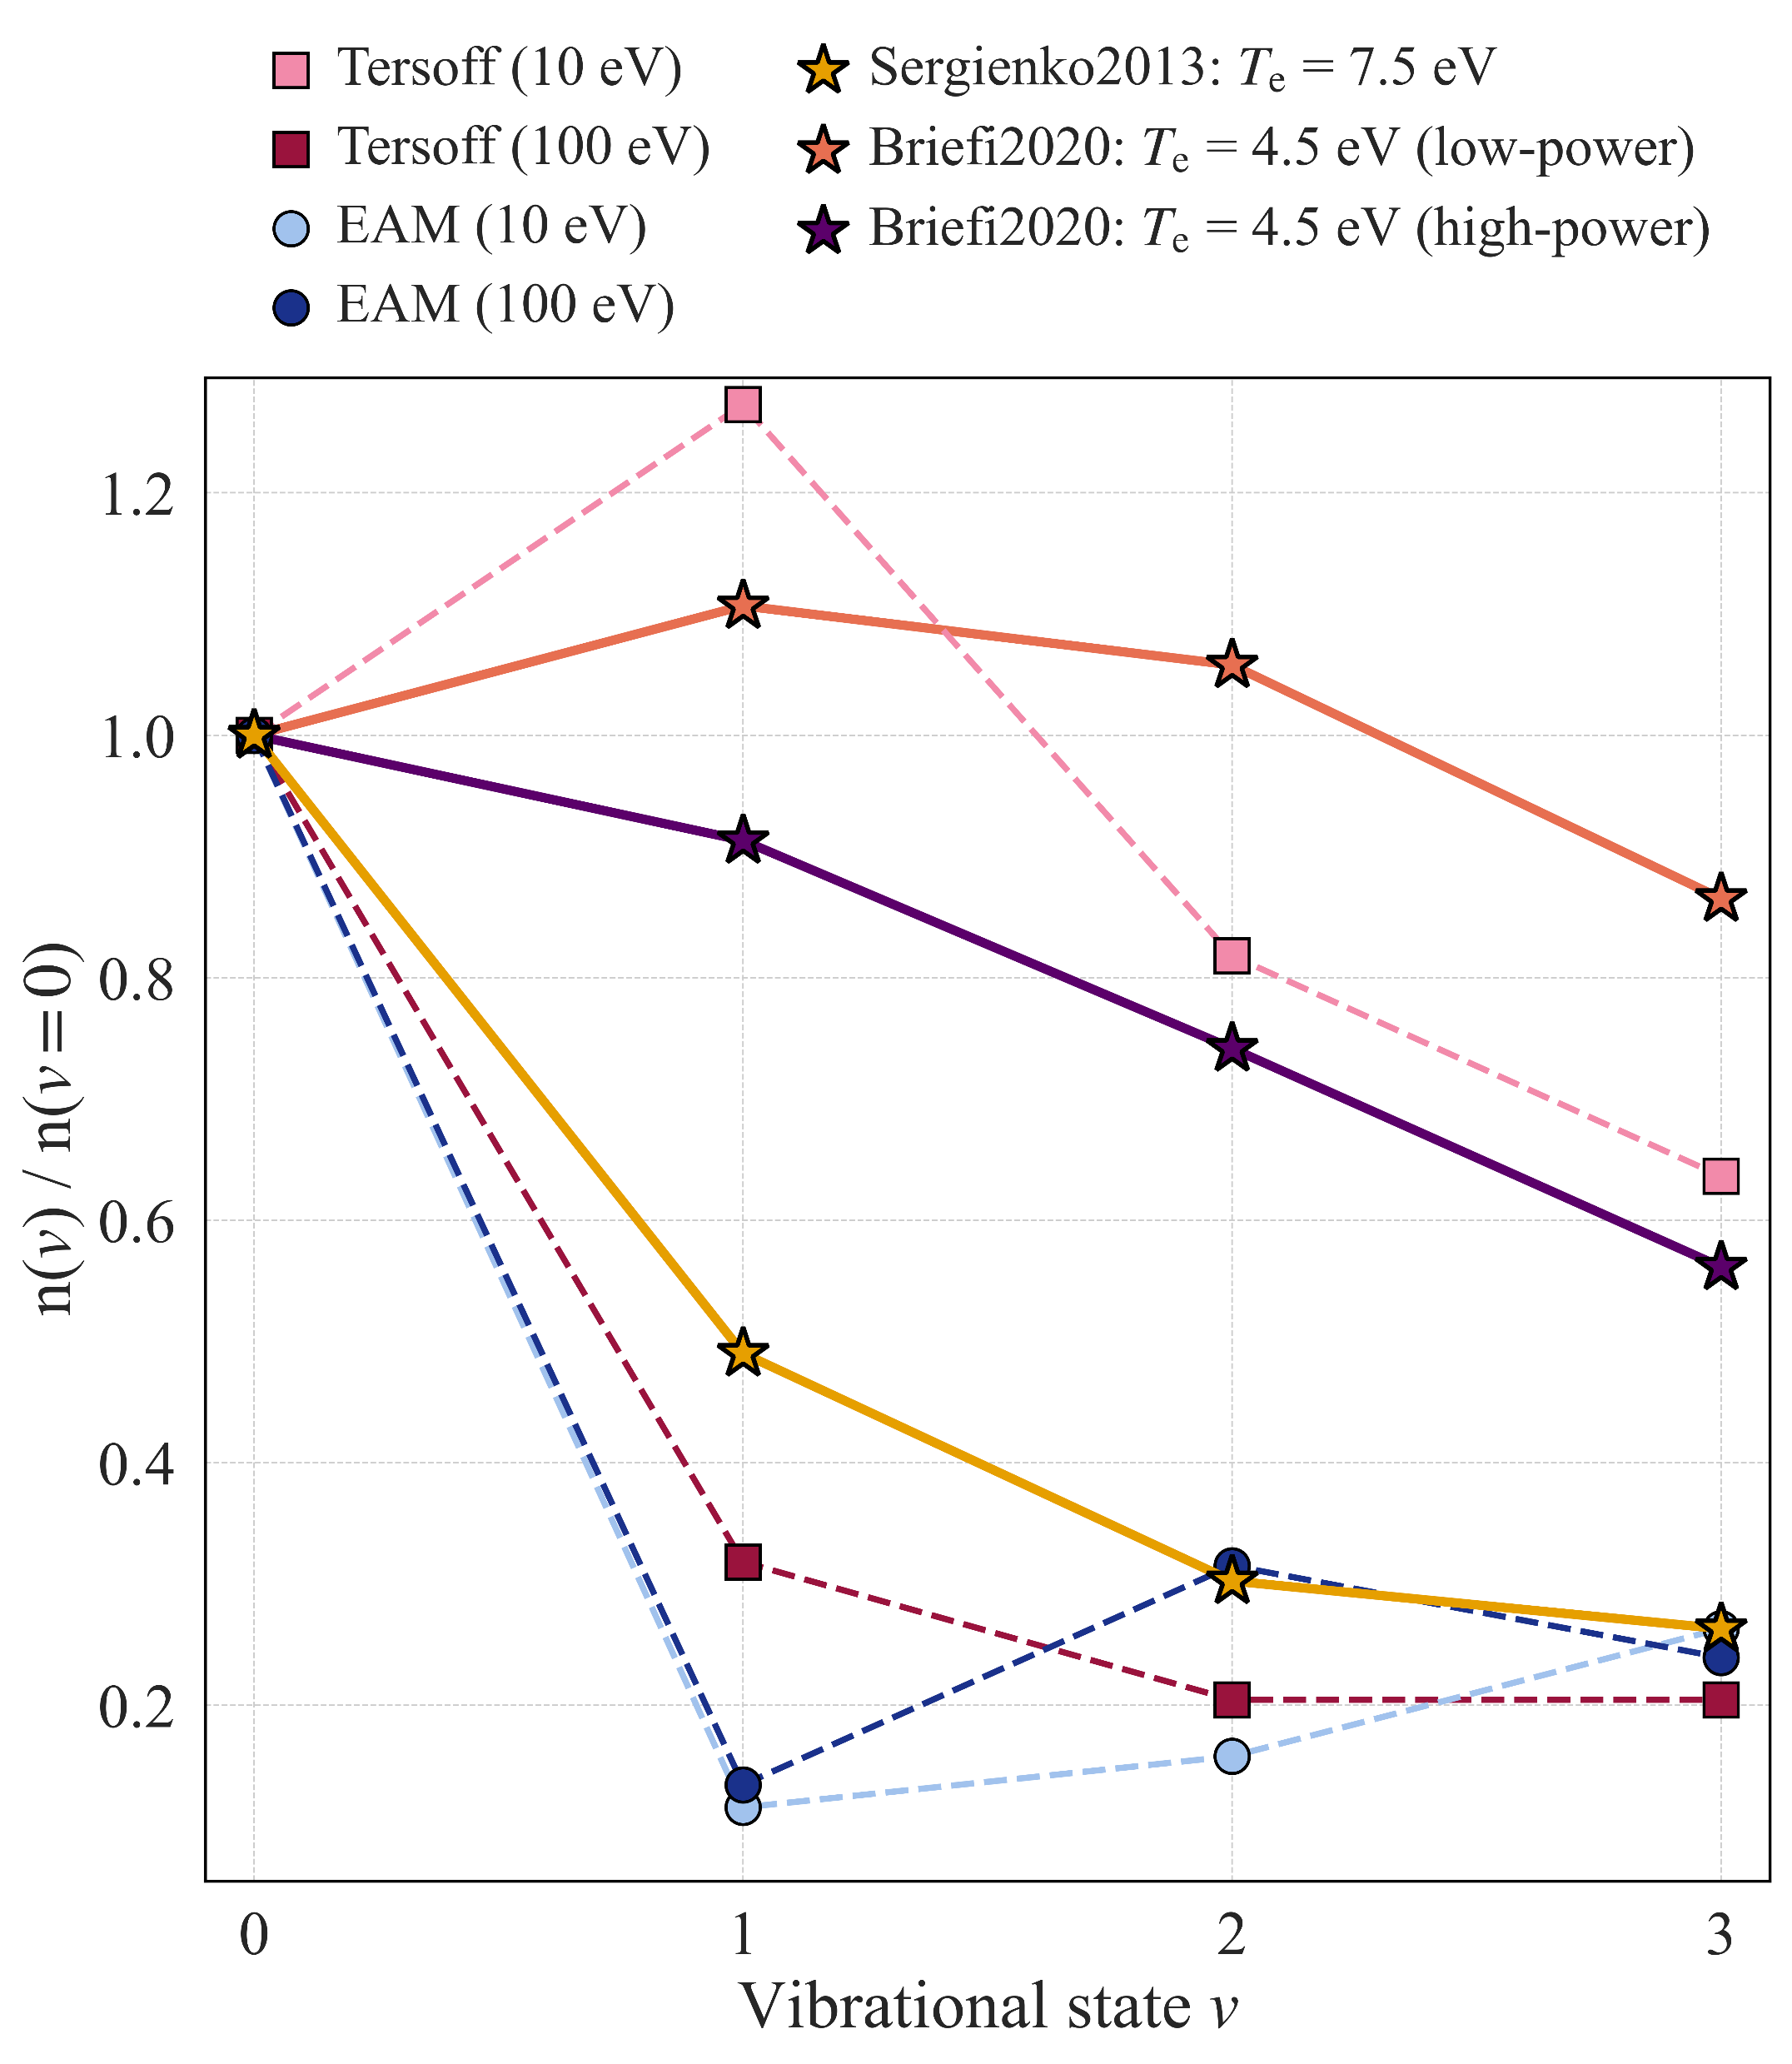 Tersoff (10 eV)
Tersoff (100 eV)
EAM (10 eV)
EAM (100 eV)
Sergienko2013: Te = 7.5 eV
Briefi2020: Te = 4.5 eV (low-power)
Briefi2020: Te = 4.5 eV (high-power)
n(v) / n(v = 0)
1.2
1.0
0.8
0.6
0.4
0.2
0 1 2 3
Vibrational state v